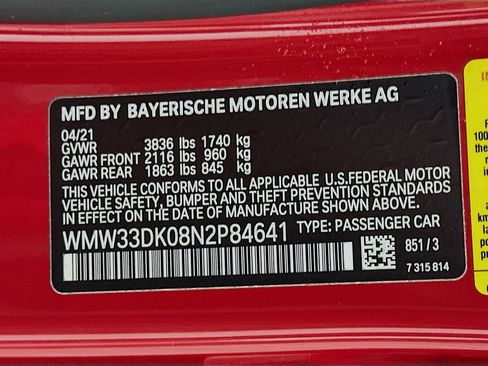 MFD BY BAYERISCHE MOTOREN WERKE AG
04/21
GVWR 3836 lbs 1740 kg
GAWR FRONT 2116 lbs 960 kg
GAWR REAR 1863 lbs 845 kg
THIS VEHICLE CONFORMS TO ALL APPLICABLE U.S.FEDERAL MOTOR
VEHICLE SAFETY, BUMPER AND THEFT PREVENTION STANDARDS
IN EFFECT ON THE DATE OF MANUFACTURE SHOWN ABOVE.
WMW33DK08N2P84641 TYPE: PASSENGER CAR
851 / 3
7 315 814